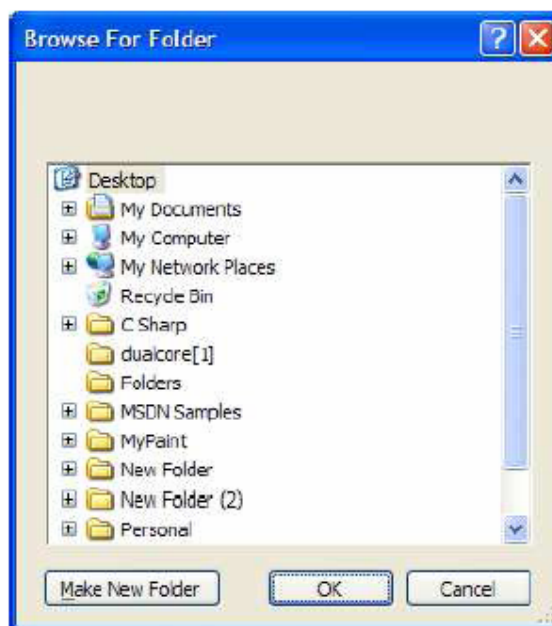 Browse For Folder
Desktop
My Documents
My Computer
My Network Places
Recycle Bin
C Sharp
dualcore[1]
Folders
MSDN Samples
MyPaint
New Folder
New Folder (2)
Personal
Make New Folder OK Cancel